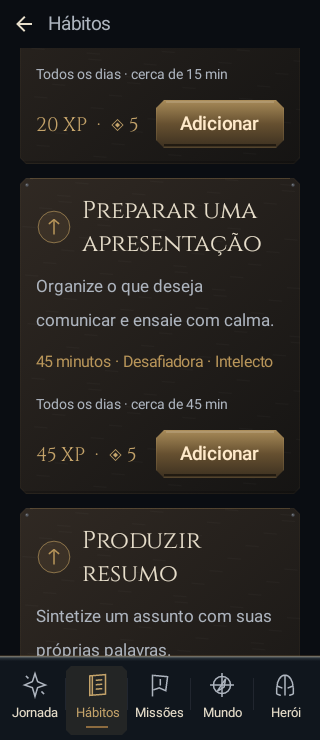 Hábitos
Todos os dias · cerca de 15 min
20 XP · 5
Adicionar
Preparar uma
apresentação
Organize o que deseja
comunicar e ensaie com calma.
45 minutos · Desafiadora · Intelecto
Todos os dias · cerca de 45 min
45 XP · 5
Adicionar
Produzir
resumo
Sintetize um assunto com suas
próprias palavras.
Jornada
Hábitos
Missões
Mundo
Herói